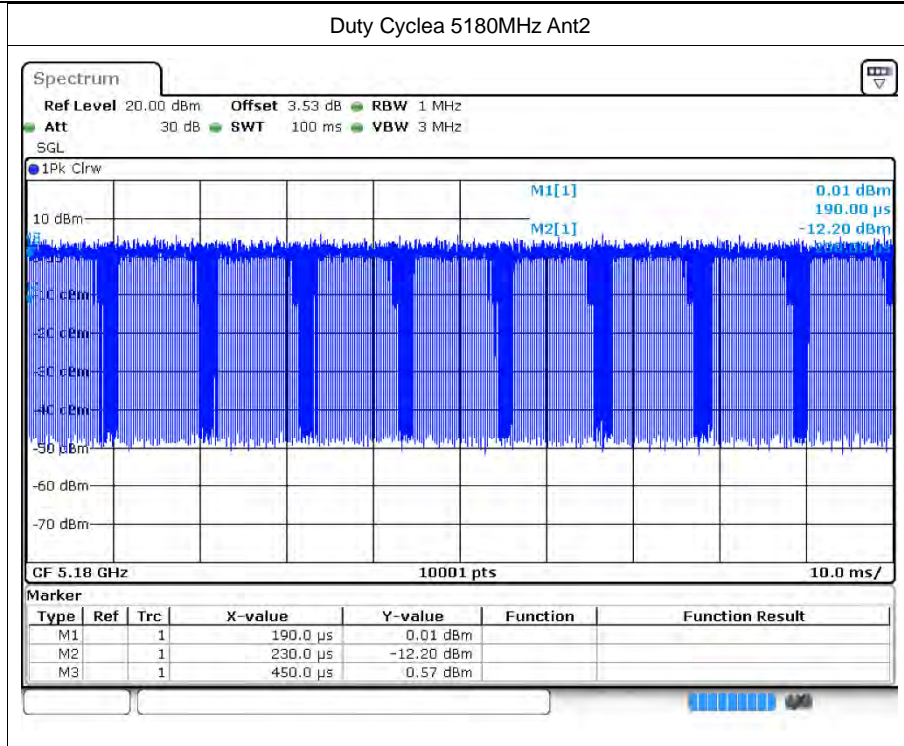 Duty Cyclea 5180MHz Ant2
Spectrum
Ref Level 20.00 dBm Offset 3.53 dB RBW 1 MHz
Att 30 dB SWT 100 ms VBW 3 MHz
SGL
1Pk Clrw
M1[1] 0.01 dBm
190.00 µs
10 dBm
M2[1] -12.20 dBm
-50 dBm
-60 dBm
-70 dBm
CF 5.18 GHz 10001 pts 10.0 ms/
Marker
Type Ref Trc X-value Y-value Function Function Result
M1 1 190.0 µs 0.01 dBm
M2 1 230.0 µs -12.20 dBm
M3 1 450.0 µs 0.57 dBm